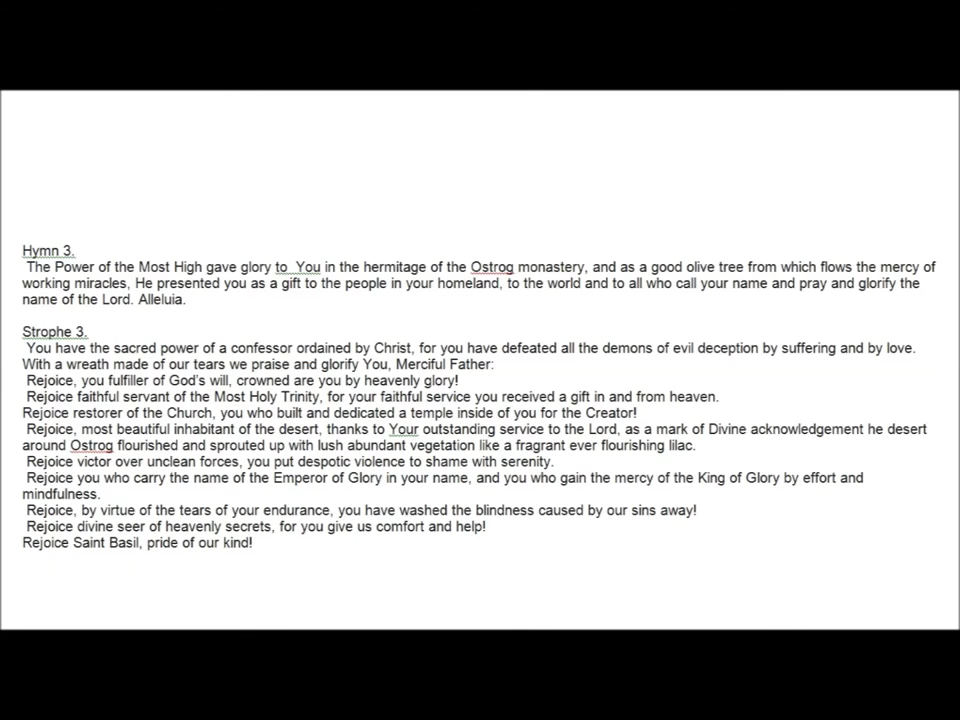 Hymn 3.
The Power of the Most High gave glory to  You in the hermitage of the Ostrog monastery, and as a good olive tree from which flows the mercy of
working miracles, He presented you as a gift to the people in your homeland, to the world and to all who call your name and pray and glorify the
name of the Lord. Alleluia.
Strophe 3.
You have the sacred power of a confessor ordained by Christ, for you have defeated all the demons of evil deception by suffering and by love.
With a wreath made of our tears we praise and glorify You, Merciful Father:
Rejoice, you fulfiller of God's will, crowned are you by heavenly glory!
Rejoice faithful servant of the Most Holy Trinity, for your faithful service you received a gift in and from heaven.
Rejoice restorer of the Church, you who built and dedicated a temple inside of you for the Creator!
Rejoice, most beautiful inhabitant of the desert, thanks to Your outstanding service to the Lord, as a mark of Divine acknowledgement he desert
around Ostrog flourished and sprouted up with lush abundant vegetation like a fragrant ever flourishing lilac.
Rejoice victor over unclean forces, you put despotic violence to shame with serenity.
Rejoice you who carry the name of the Emperor of Glory in your name, and you who gain the mercy of the King of Glory by effort and
mindfulness.
Rejoice, by virtue of the tears of your endurance, you have washed the blindness caused by our sins away!
Rejoice divine seer of heavenly secrets, for you give us comfort and help!
Rejoice Saint Basil, pride of our kind!